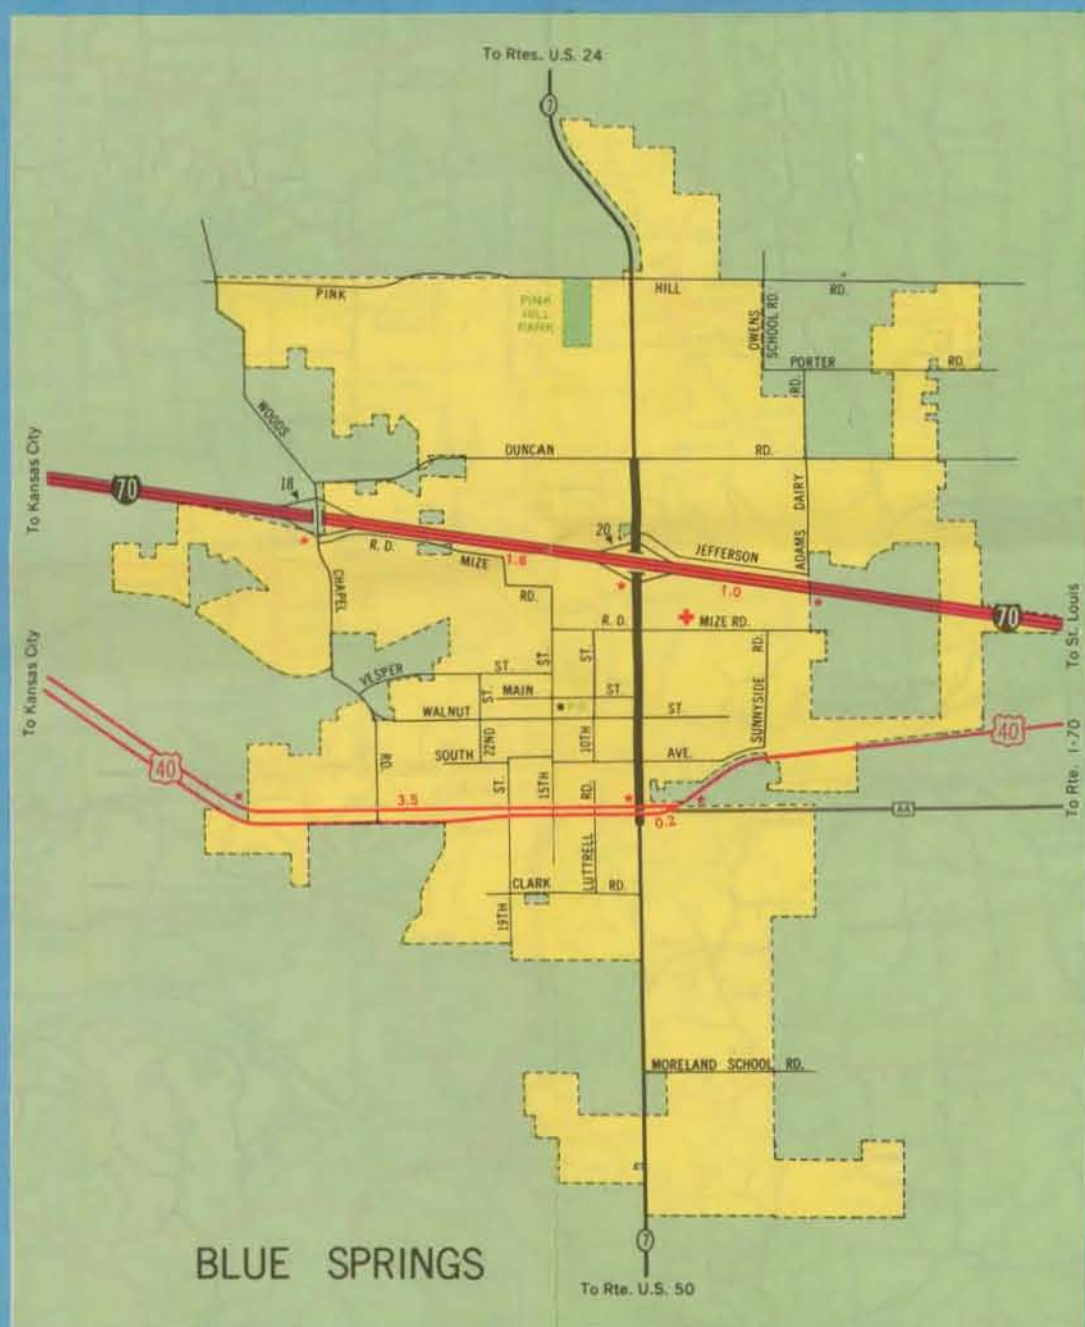 To Rtes. U.S. 24
7
PINK
HILL
RD.
PINK
HILL
PARK
OWENS
SCHOOL RD.
PORTER
RD.
RD.
WOODS
DUNCAN
RD.
To Kansas City
70
18
20
R. D.
MIZE
RD.
1.8
JEFFERSON
ADAMS DAIRY
1.0
CHAPEL
R. D.
MIZE RD.
70
To St. Louis
To Kansas City
VESPER
ST.
ST.
ST.
MAIN
ST
WALNUT
ST
22ND
ST.
SOUTH
AVE.
10TH
SUNNYSIDE
RD.
40
40
RD.
ST.
15TH
RD.
3.5
0.2
AA
To Rte. I-70
LUTTRELL
CLARK
RD.
19TH
MORELAND SCHOOL RD.
BLUE SPRINGS
7
To Rte. U.S. 50